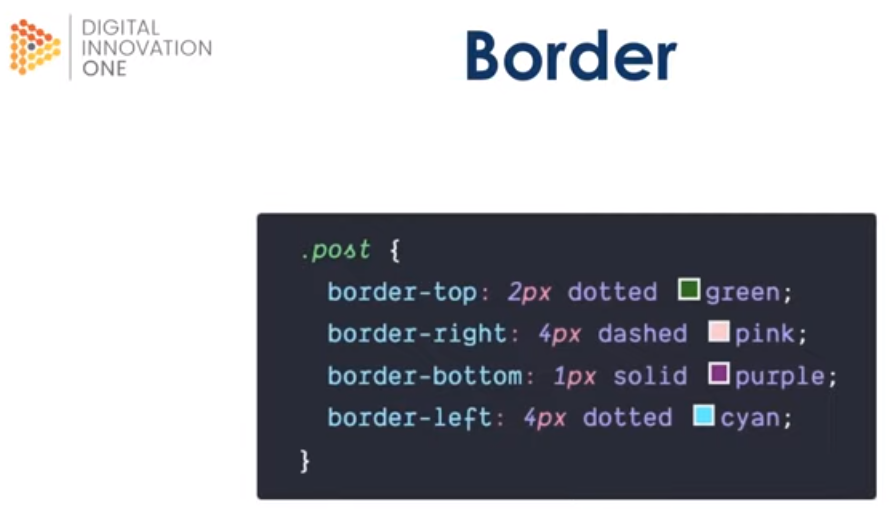 DIGITAL
INNOVATION
ONE
Border
.post {
border-top: 2px dotted green;
border-right: 4px dashed pink;
border-bottom: 1px solid purple;
border-left: 4px dotted cyan;
}